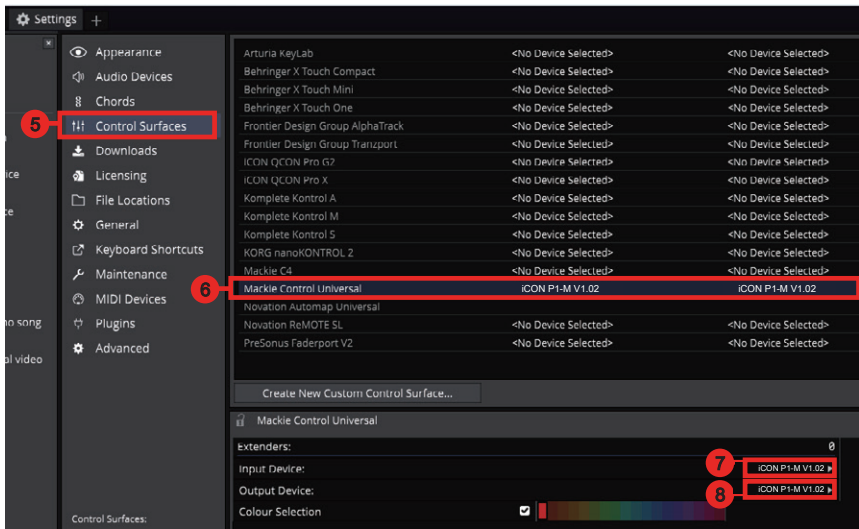 Settings +
Appearance
Audio Devices
Chords
5 Control Surfaces
Downloads
Licensing
File Locations
General
Keyboard Shortcuts
Maintenance
MIDI Devices
Plugins
Advanced
Control Surfaces:
ice
no song
al video
Arturia KeyLab <No Device Selected> <No Device Selected>
Behringer X Touch Compact <No Device Selected> <No Device Selected>
Behringer X Touch Mini <No Device Selected> <No Device Selected>
Behringer X Touch One <No Device Selected> <No Device Selected>
Frontier Design Group AlphaTrack <No Device Selected> <No Device Selected>
Frontier Design Group Tranzport <No Device Selected> <No Device Selected>
iCON QCON Pro G2 <No Device Selected> <No Device Selected>
iCON QCON Pro X <No Device Selected> <No Device Selected>
Komplete Kontrol A <No Device Selected> <No Device Selected>
Komplete Kontrol M <No Device Selected> <No Device Selected>
Komplete Kontrol S <No Device Selected> <No Device Selected>
KORG nanoKONTROL 2 <No Device Selected> <No Device Selected>
Mackie C4 <No Device Selected> <No Device Selected>
6 Mackie Control Universal iCON P1-M V1.02 iCON P1-M V1.02
Novation Automap Universal
Novation ReMOTE SL <No Device Selected> <No Device Selected>
PreSonus Faderport V2 <No Device Selected> <No Device Selected>
Create New Custom Control Surface...
Mackie Control Universal
Extenders: 0
Input Device: 7 iCON P1-M V1.02
Output Device: 8 iCON P1-M V1.02
Colour Selection